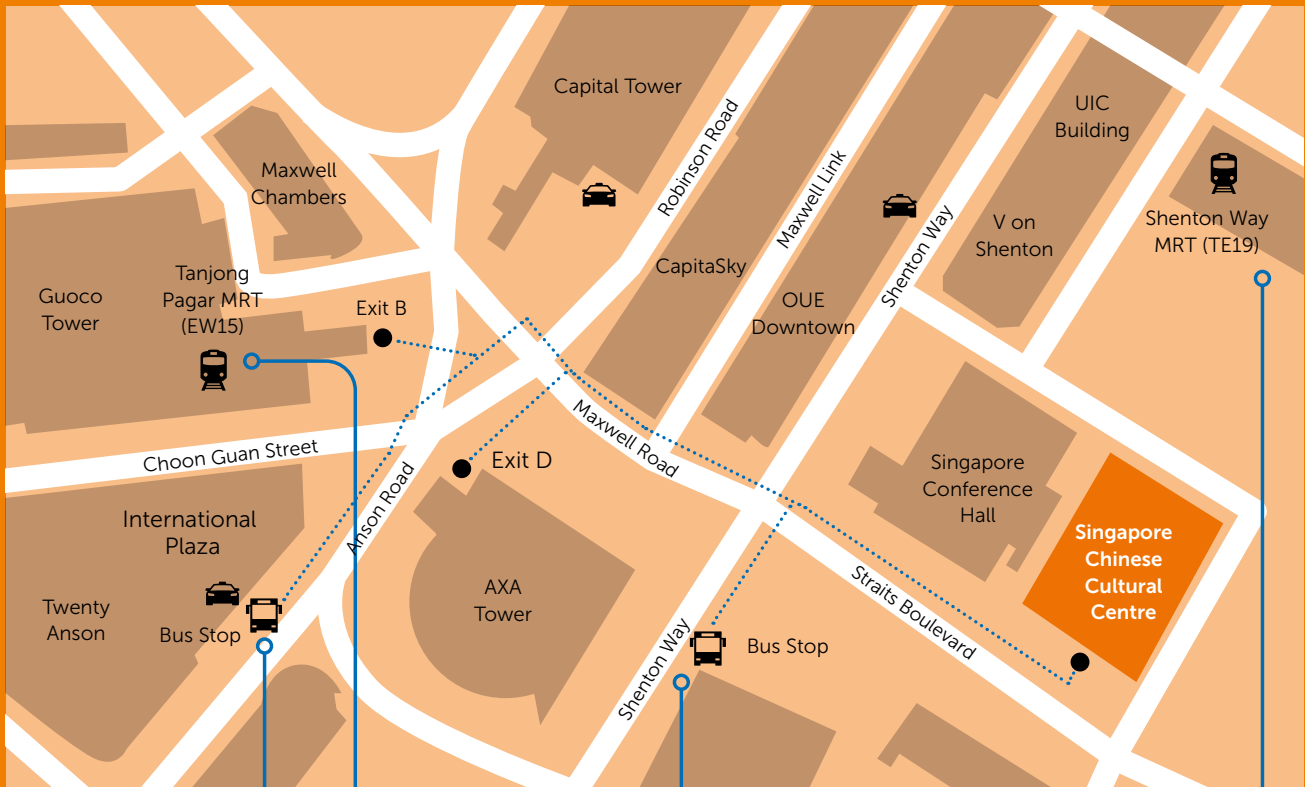 Capital Tower
UIC
Building
Maxwell
Chambers
Robinson Road
Maxwell Link
Shenton Way
V on
Shenton
Shenton Way
MRT (TE19)
Tanjong
Pagar MRT
(EW15)
Guoco
Tower
Exit B
CapitaSky
OUE
Downtown
Choon Guan Street
Exit D
Maxwell Road
Anson Road
International
Plaza
Singapore
Conference
Hall
Singapore
Chinese
Cultural
Centre
Twenty
Anson
Bus Stop
AXA
Tower
Straits Boulevard
Shenton Way
Bus Stop